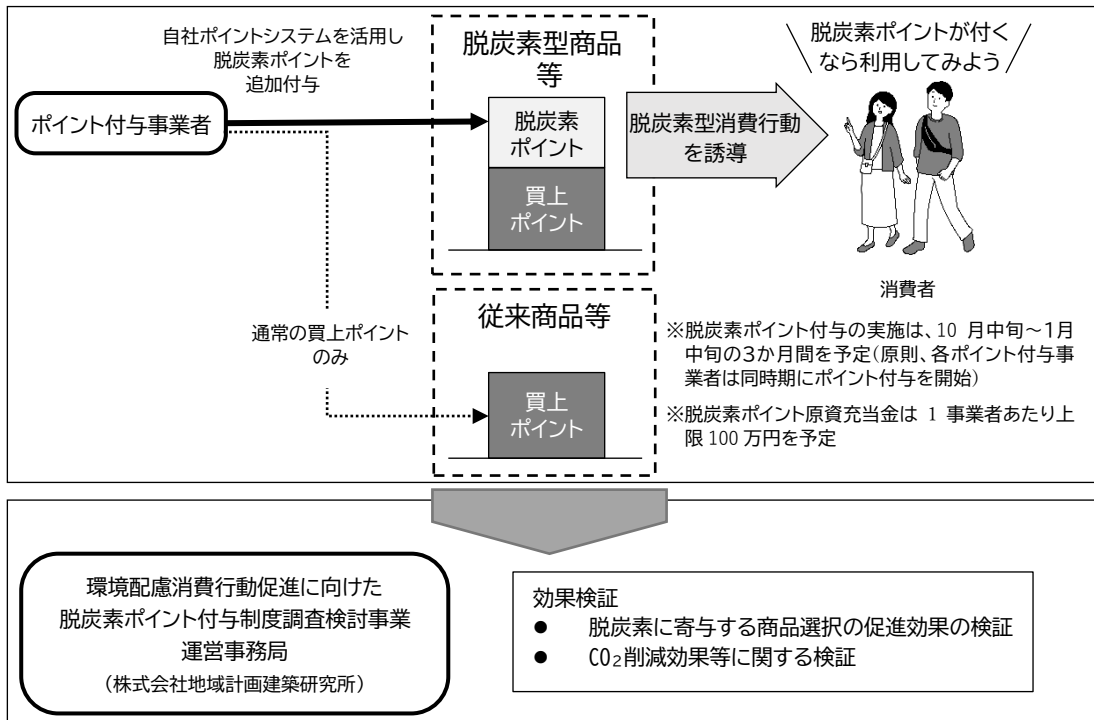 自社ポイントシステムを活用し
脱炭素ポイントを
追加付与
ポイント付与事業者
脱炭素型商品
等
脱炭素
ポイント
買上
ポイント
脱炭素型消費行動
を誘導
脱炭素ポイントが付く
なら利用してみよう
消費者
通常の買上ポイント
のみ
従来商品等
買上
ポイント
※脱炭素ポイント付与の実施は、10 月中旬～1月
中旬の3か月間を予定(原則、各ポイント付与事
業者は同時期にポイント付与を開始)
※脱炭素ポイント原資充当金は 1 事業者あたり上
限 100 万円を予定
環境配慮消費行動促進に向けた
脱炭素ポイント付与制度調査検討事業
運営事務局
(株式会社地域計画建築研究所)
効果検証
● 脱炭素に寄与する商品選択の促進効果の検証
● CO₂削減効果等に関する検証